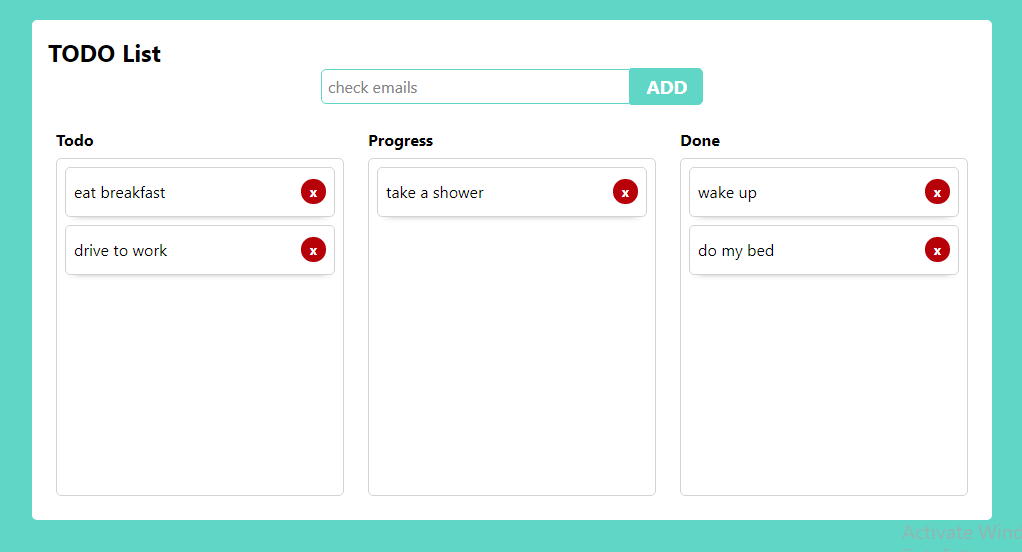 TODO List
check emails
ADD
Todo
eat breakfast x
drive to work x
Progress
take a shower x
Done
wake up x
do my bed x
Activate Wind